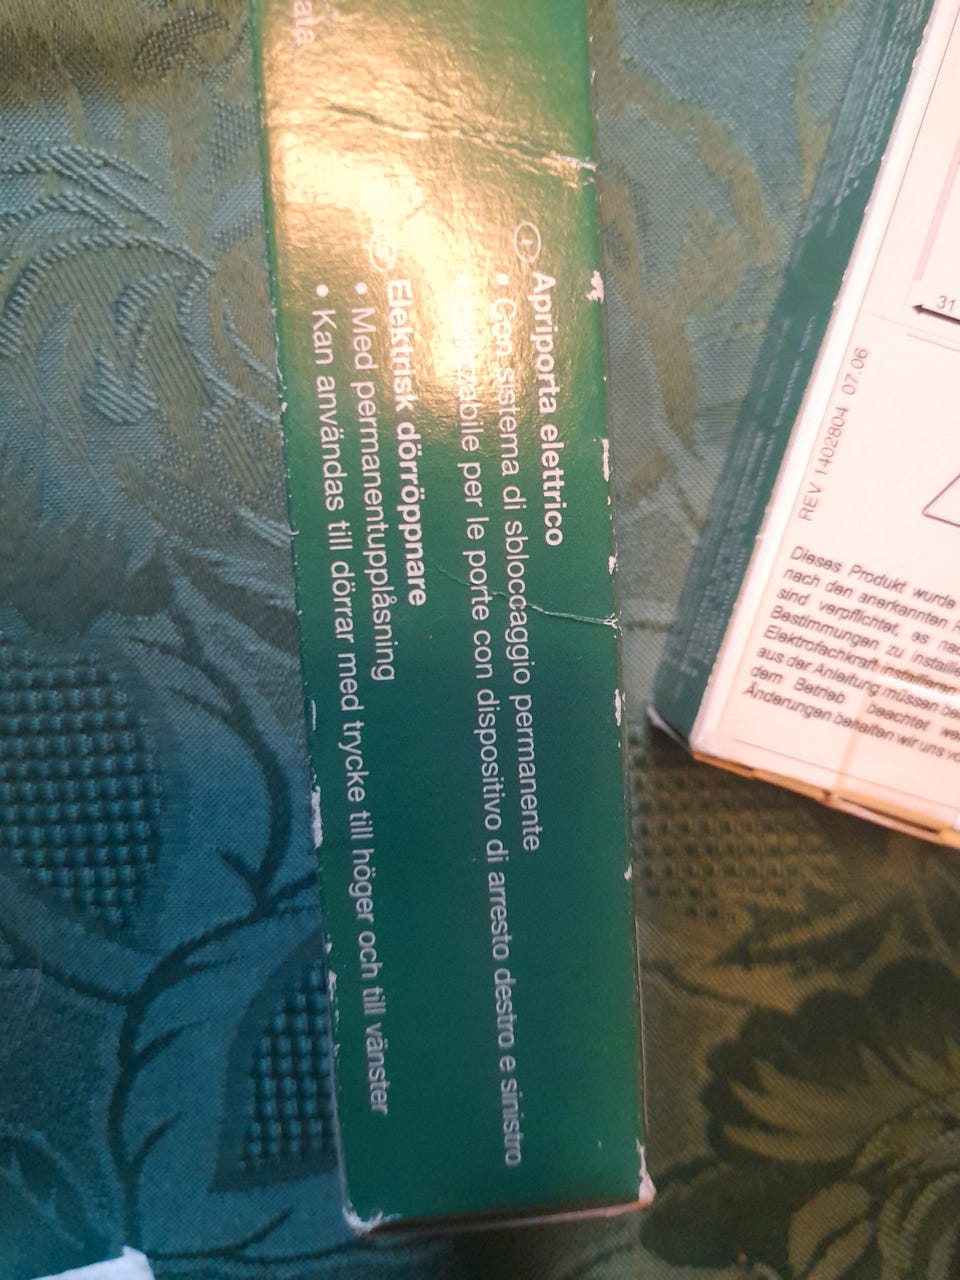 ata
I Apriporta elettrico
• Con sistema di sbloccaggio permanente
per le porte con dispositivo di arresto destro e sinistro
Elektrisk dörröppnare
• Med permanentupplåsning
• Kan användas till dörrar med trycke till höger och till vänster
31
REV 1402804 07.06
Dieses Produkt wurde
nach den anerkannten
sind verpflichtet, as
Bestimmungen zu
Elektrofachkraft installieren
aus der Anleitung müssen
dem Betrieb beachtet
Änderungen behalten wir uns